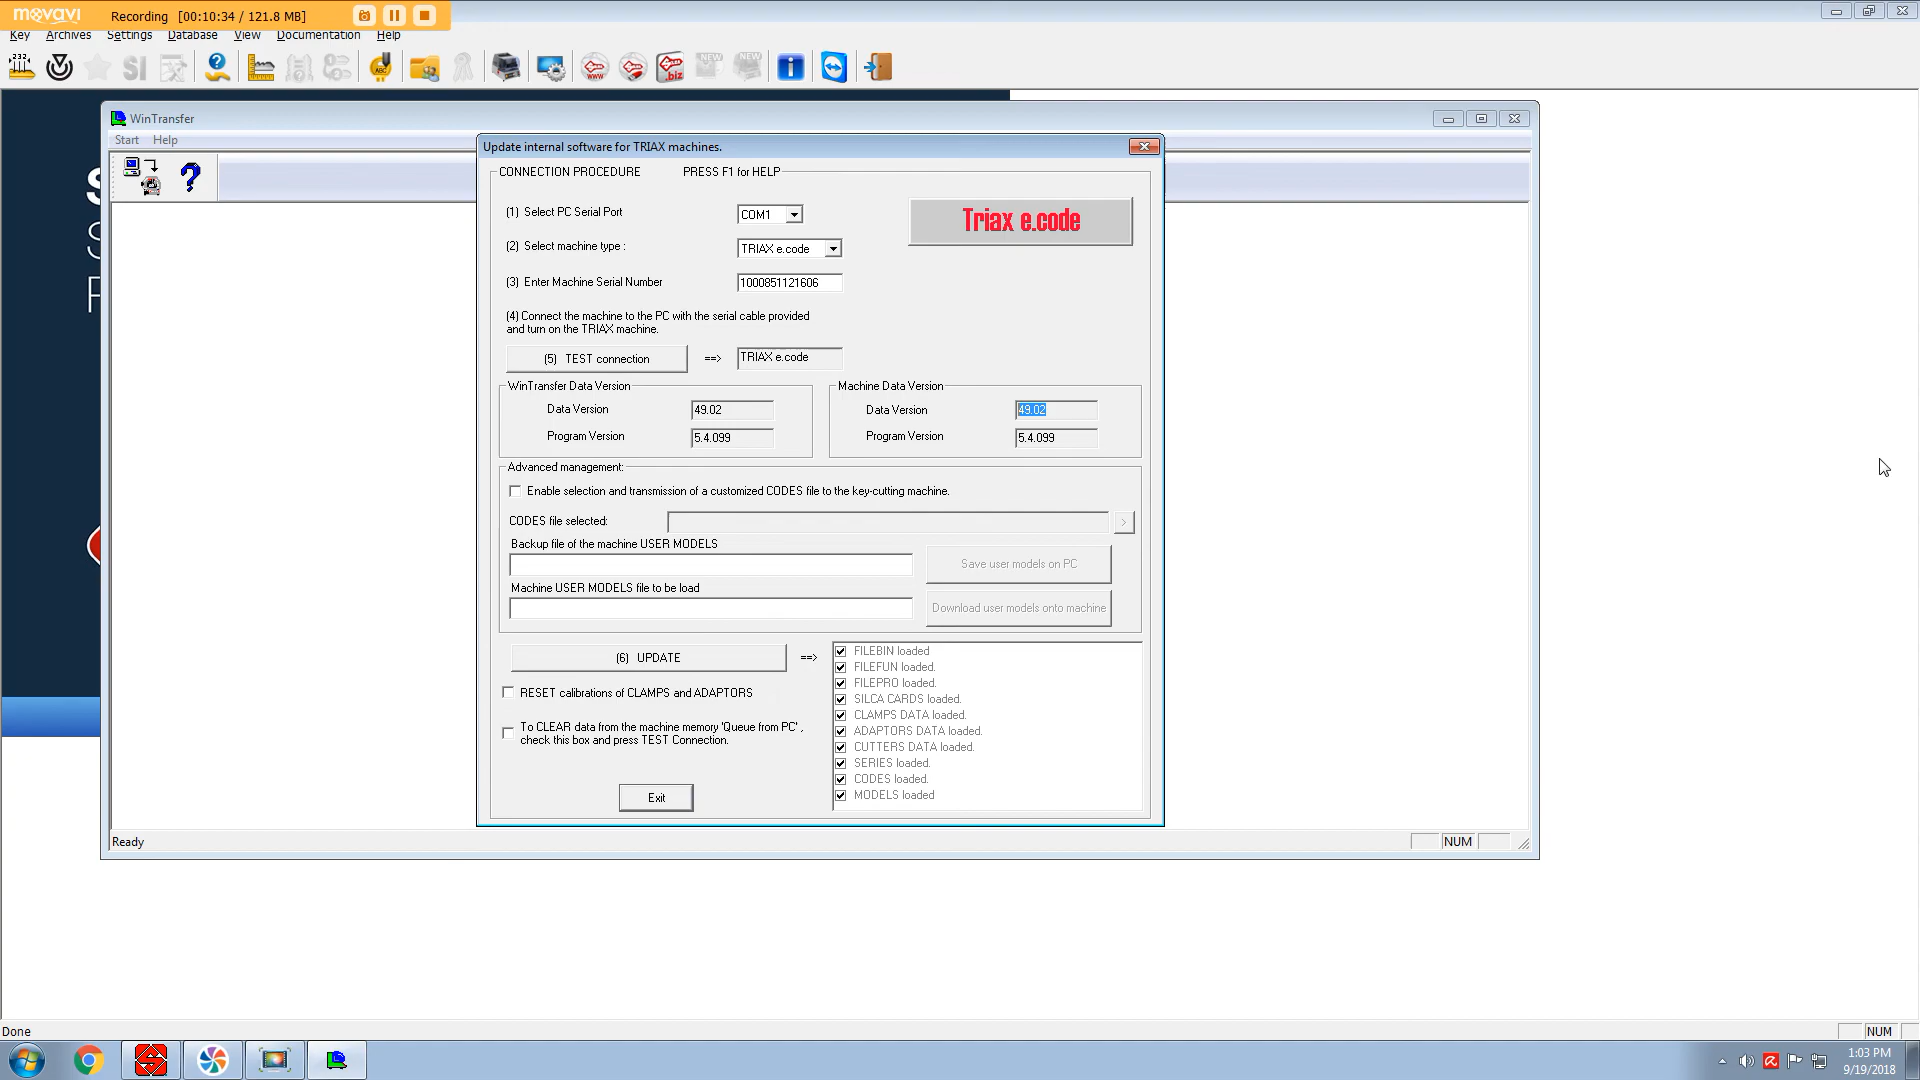 movavi Recording [00:10:34 / 121.8 MB]
Key Archives Settings Database View Documentation Help
WinTransfer
Start Help
Update internal software for TRIAX machines.
CONNECTION PROCEDURE PRESS F1 for HELP
(1) Select PC Serial Port COM1
Triax e.code
(2) Select machine type : TRIAX e.code
(3) Enter Machine Serial Number 1000851121606
(4) Connect the machine to the PC with the serial cable provided
and turn on the TRIAX machine.
(5) TEST connection ==> TRIAX e.code
WinTransfer Data Version
Data Version 49.02
Program Version 5.4.099
Machine Data Version
Data Version 49.02
Program Version 5.4.099
Advanced management:
Enable selection and transmission of a customized CODES file to the key-cutting machine.
CODES file selected: >
Backup file of the machine USER MODELS
Save user models on PC
Machine USER MODELS file to be load
Download user models onto machine
(6) UPDATE ==>
RESET calibrations of CLAMPS and ADAPTORS
To CLEAR data from the machine memory 'Queue from PC' ,
check this box and press TEST Connection.
Exit
FILEBIN loaded
FILEFUN loaded.
FILEPRO loaded.
SILCA CARDS loaded.
CLAMPS DATA loaded.
ADAPTORS DATA loaded.
CUTTERS DATA loaded.
SERIES loaded.
CODES loaded.
MODELS loaded
Ready NUM
Done NUM
1:03 PM
9/19/2018